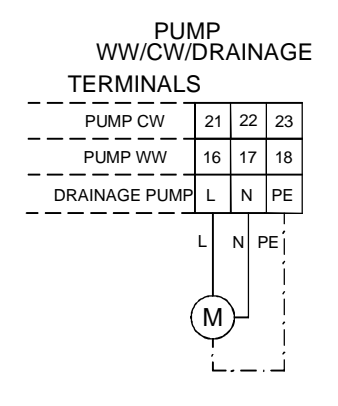 PUMP
WW/CW/DRAINAGE
TERMINALS
PUMP CW 21 22 23
PUMP WW 16 17 18
DRAINAGE PUMP L N PE
L N PE
M